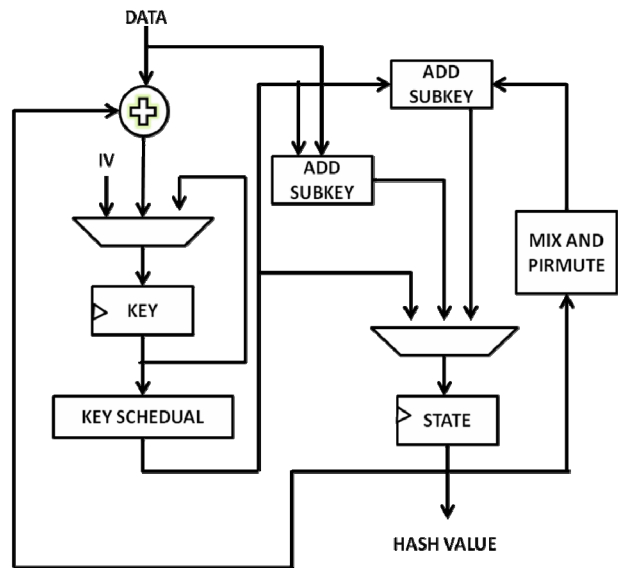 DATA
ADD
SUBKEY
IV
ADD
SUBKEY
MIX AND
PIRMUTE
KEY
KEY SCHEDUAL
STATE
HASH VALUE